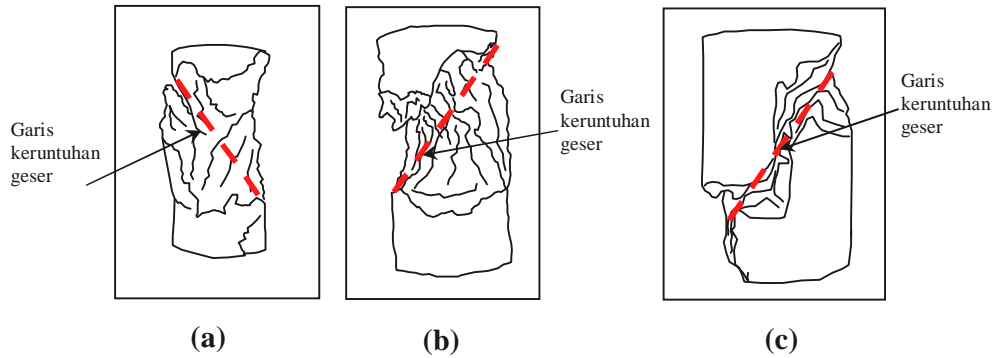 Garis
keruntuhan
geser
Garis
keruntuhan
geser
Garis
keruntuhan
geser
(a)
(b)
(c)